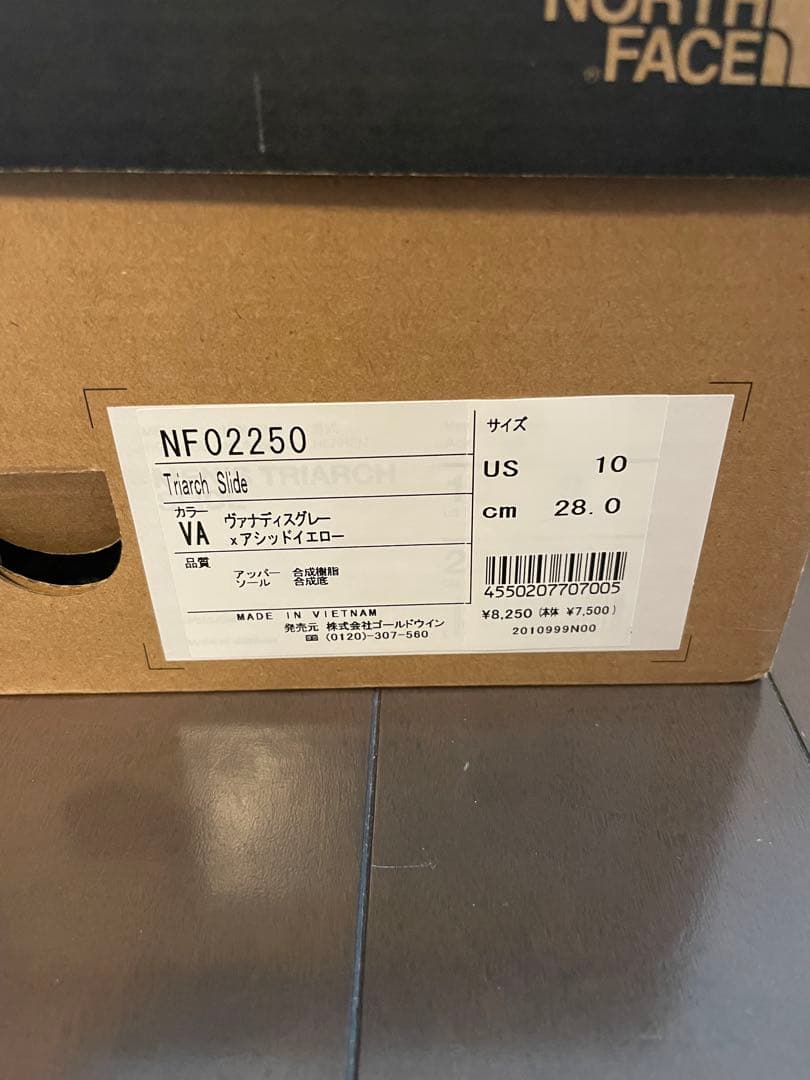 NORTH
FACE
®
NF02250
Triarch Slide
カラー
VA ヴァナディスグレー
xアシッドイエロー
品質
アッパー 合成樹脂
ソール 合成底
MADE IN VIETNAM
発売元 株式会社ゴールドウイン
(0120)-307-560
サイズ
US 10
cm 28.0
4550207707005
¥8,250 (本体 ¥7,500)
2010999N00
TRIARCH